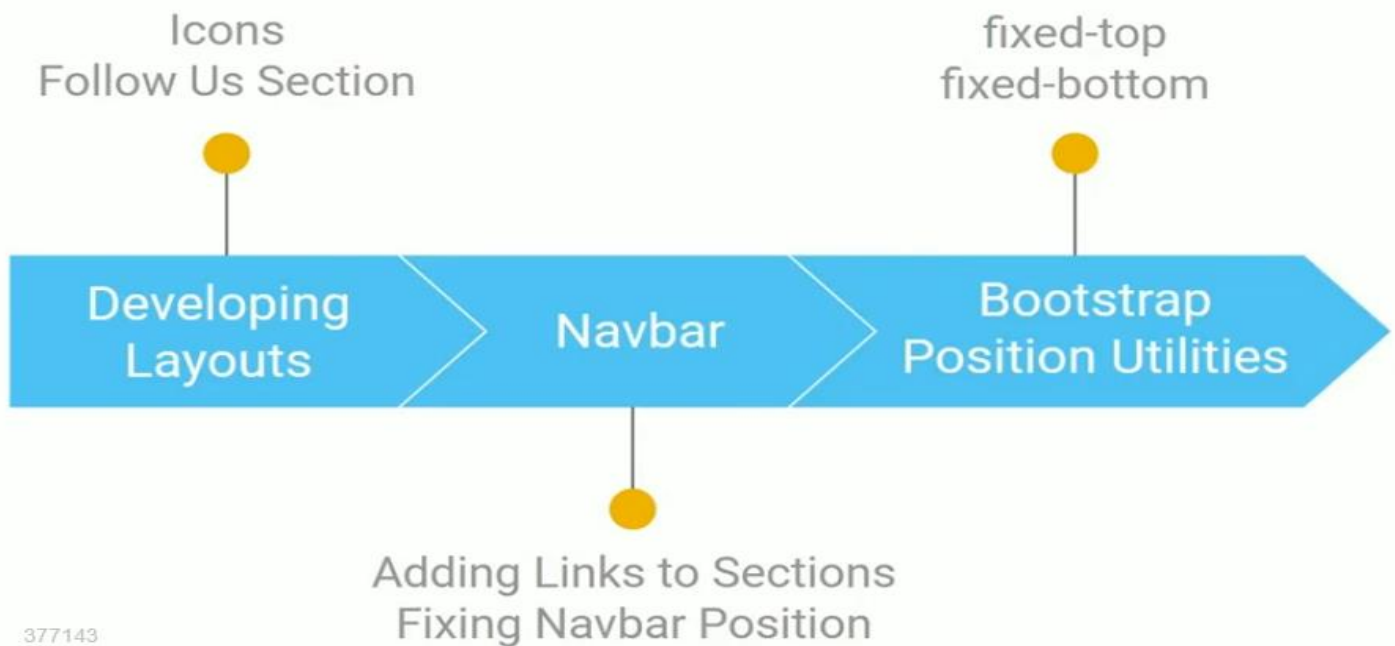 Icons
Follow Us Section
fixed-top
fixed-bottom
Developing
Layouts
Navbar
Bootstrap
Position Utilities
Adding Links to Sections
Fixing Navbar Position
377143